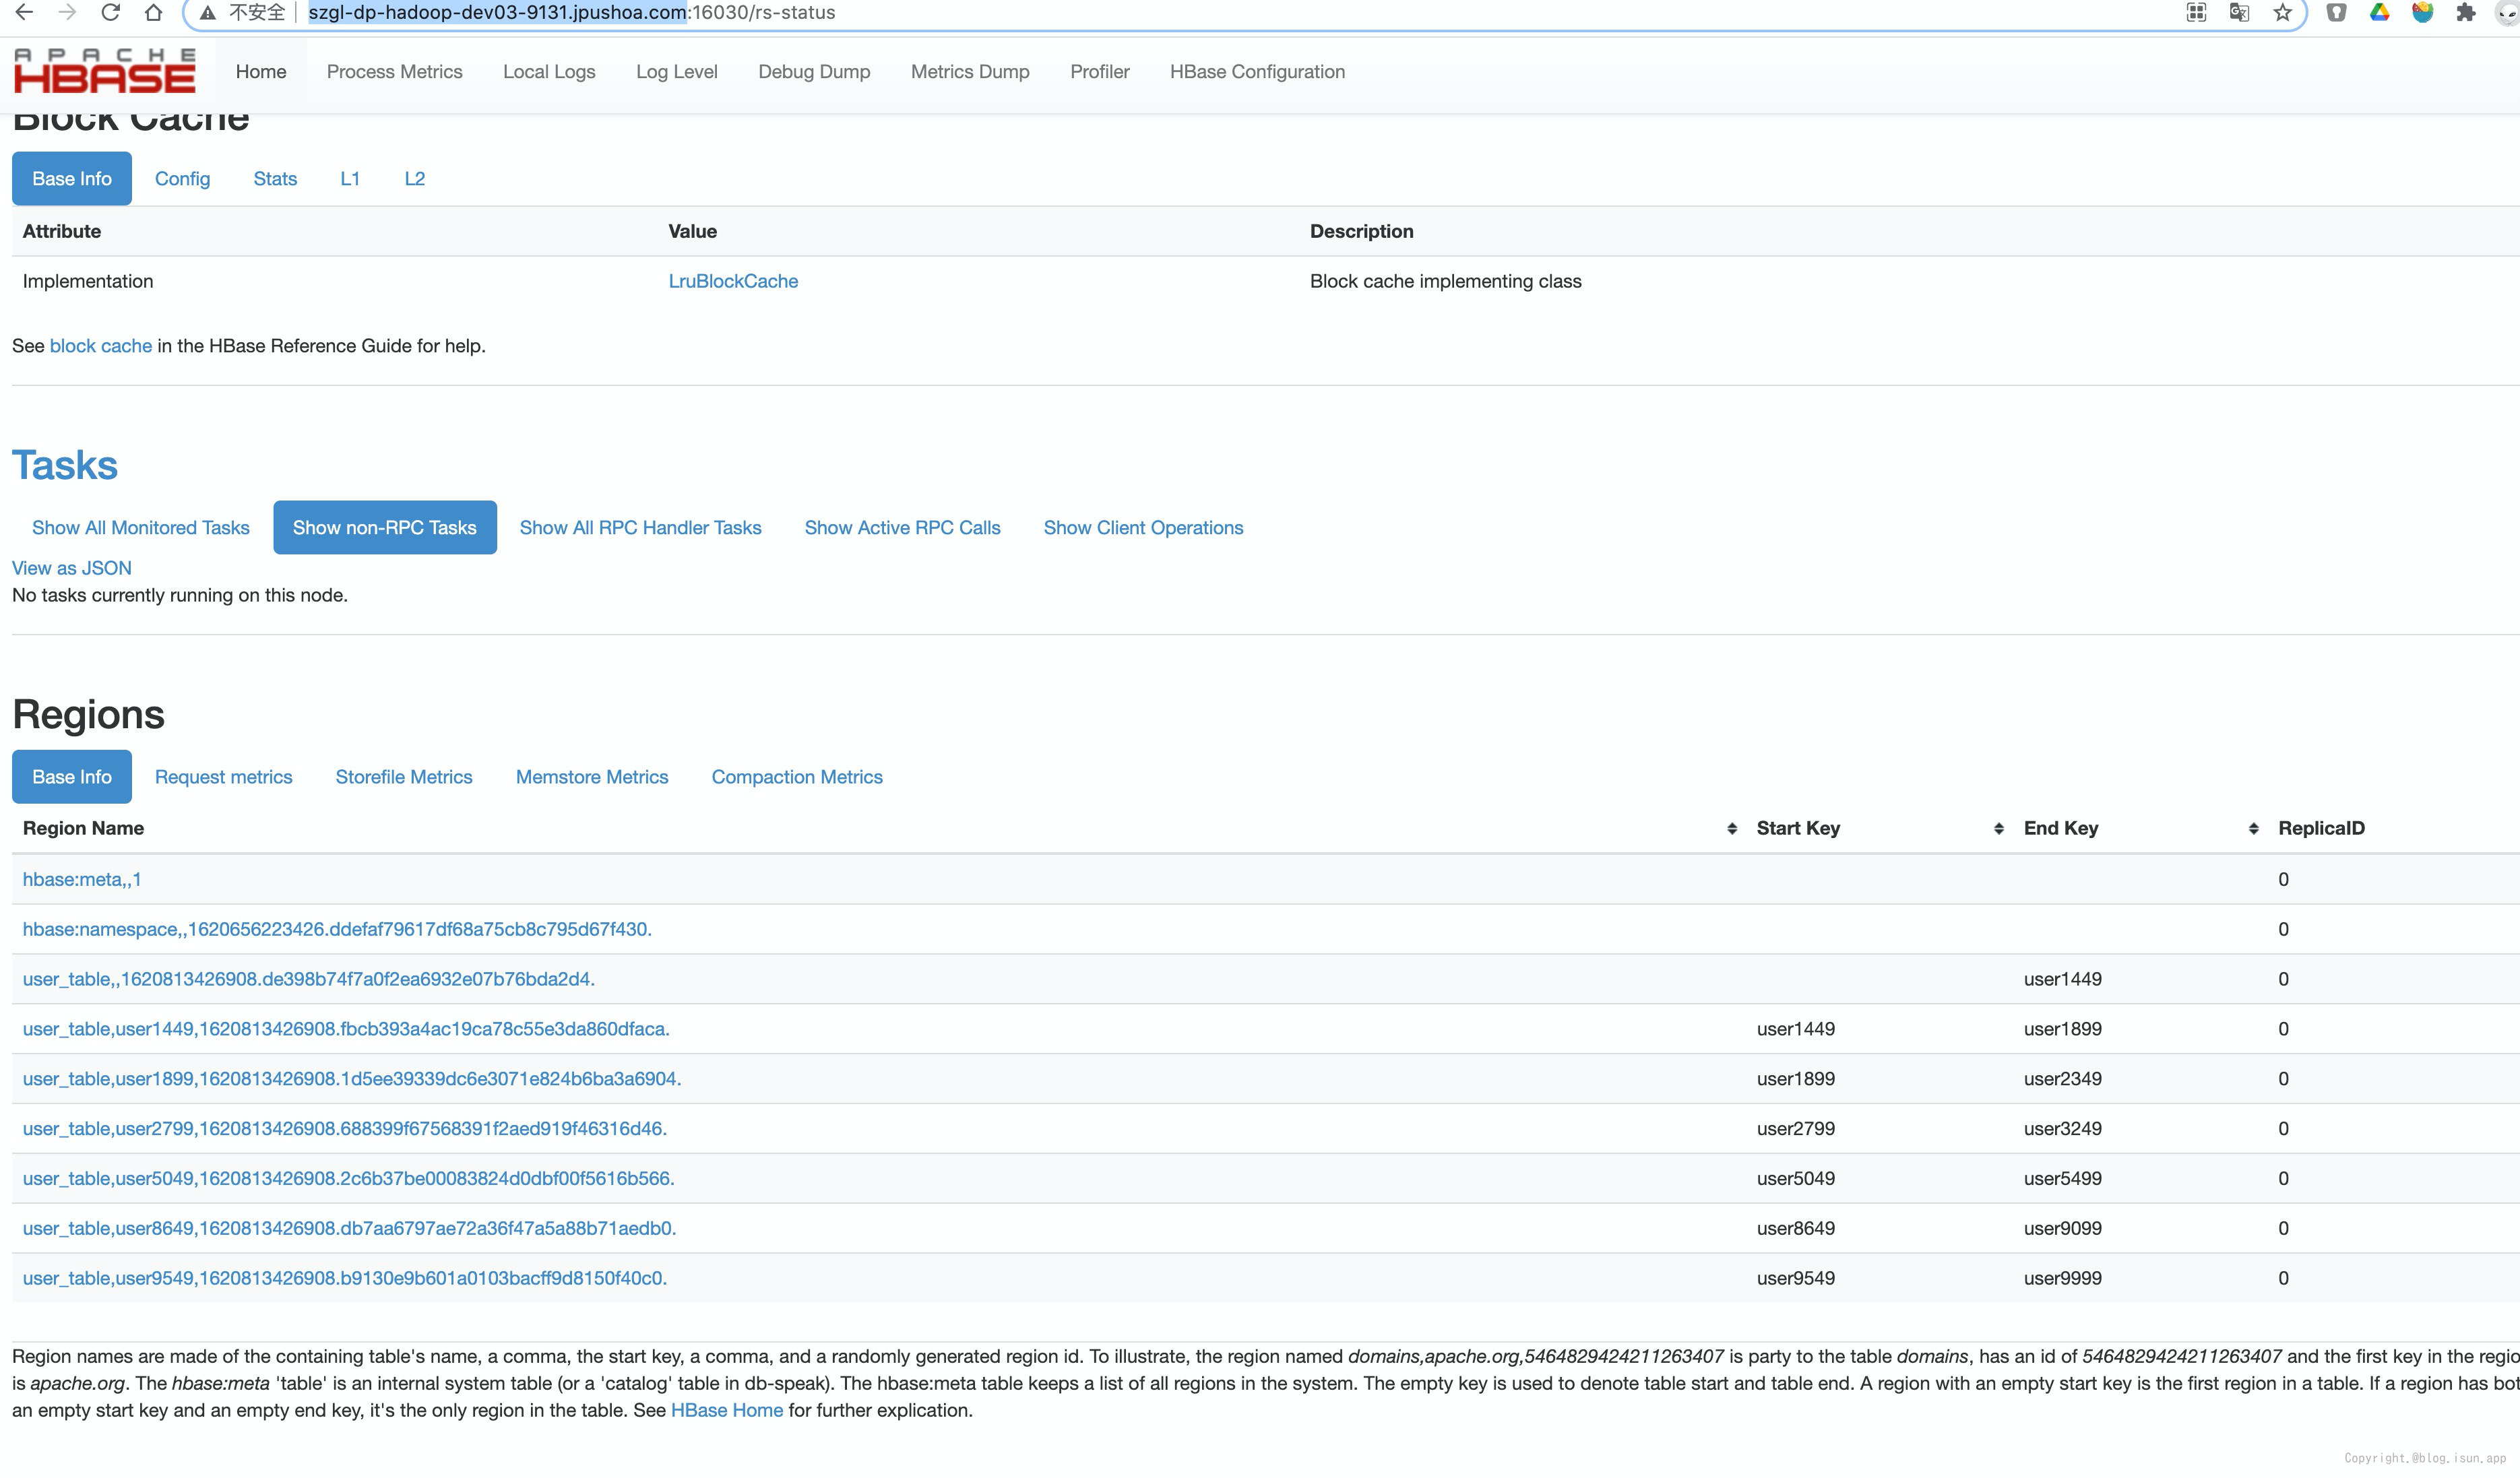 不安全 szgl-dp-hadoop-dev03-9131.jpushoa.com:16030/rs-status
APACHE
HBASE Home Process Metrics Local Logs Log Level Debug Dump Metrics Dump Profiler HBase Configuration
Block Cache
Base Info Config Stats L1 L2
Attribute Value Description
Implementation LruBlockCache Block cache implementing class
See block cache in the HBase Reference Guide for help.
Tasks
Show All Monitored Tasks Show non-RPC Tasks Show All RPC Handler Tasks Show Active RPC Calls Show Client Operations
View as JSON
No tasks currently running on this node.
Regions
Base Info Request metrics Storefile Metrics Memstore Metrics Compaction Metrics
Region Name Start Key End Key ReplicaID
hbase:meta,,1 0
hbase:namespace,,1620656223426.ddefaf79617df68a75cb8c795d67f430. 0
user_table,,1620813426908.de398b74f7a0f2ea6932e07b76bda2d4. user1449 0
user_table,user1449,1620813426908.fbcb393a4ac19ca78c55e3da860dfaca. user1449 user1899 0
user_table,user1899,1620813426908.1d5ee39339dc6e3071e824b6ba3a6904. user1899 user2349 0
user_table,user2799,1620813426908.688399f67568391f2aed919f46316d46. user2799 user3249 0
user_table,user5049,1620813426908.2c6b37be00083824d0dbf00f5616b566. user5049 user5499 0
user_table,user8649,1620813426908.db7aa6797ae72a36f47a5a88b71aedb0. user8649 user9099 0
user_table,user9549,1620813426908.b9130e9b601a0103bacff9d8150f40c0. user9549 user9999 0
Region names are made of the containing table's name, a comma, the start key, a comma, and a randomly generated region id. To illustrate, the region named domains,apache.org,5464829424211263407 is party to the table domains, has an id of 5464829424211263407 and the first key in the regio
is apache.org. The hbase:meta 'table' is an internal system table (or a 'catalog' table in db-speak). The hbase:meta table keeps a list of all regions in the system. The empty key is used to denote table start and table end. A region with an empty start key is the first region in a table. If a region has bot
an empty start key and an empty end key, it's the only region in the table. See HBase Home for further explication.
Copyright.@blog.isun.app